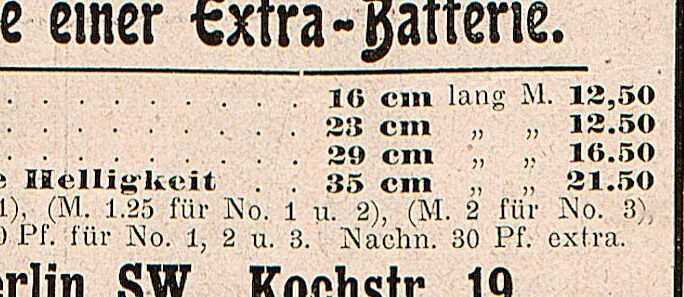 e einer Extra-Batterie.
. . . . . . . . . 16 cm lang M. 12,50
. . . . . . . . . 23 cm „ „ 12.50
. . . . . . . . . 29 cm „ „ 16.50
e Helligkeit . . 35 cm „ „ 21.50
1), (M. 1.25 für No. 1 u. 2), (M. 2 für No. 3),
0 Pf. für No. 1, 2 u. 3. Nachn. 30 Pf. extra.
erlin SW. Kochstr. 19